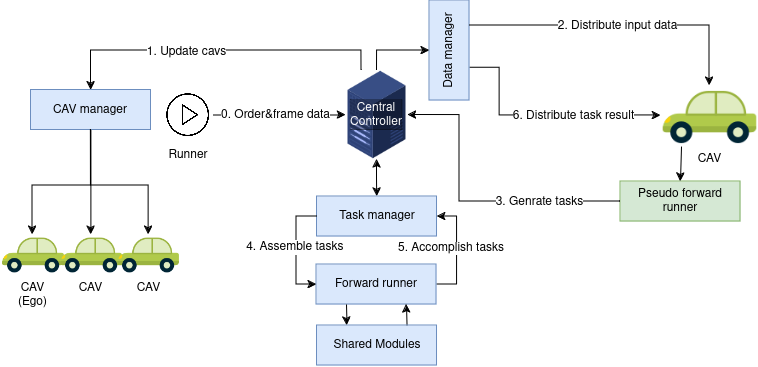 Data manager
2. Distribute input data
1. Update cavs
CAV manager
0. Order&frame data
Central
Controller
6. Distribute task result
Runner
CAV
Pseudo forward
runner
3. Genrate tasks
Task manager
4. Assemble tasks
5. Accomplish tasks
Forward runner
CAV
(Ego)
CAV
CAV
Shared Modules